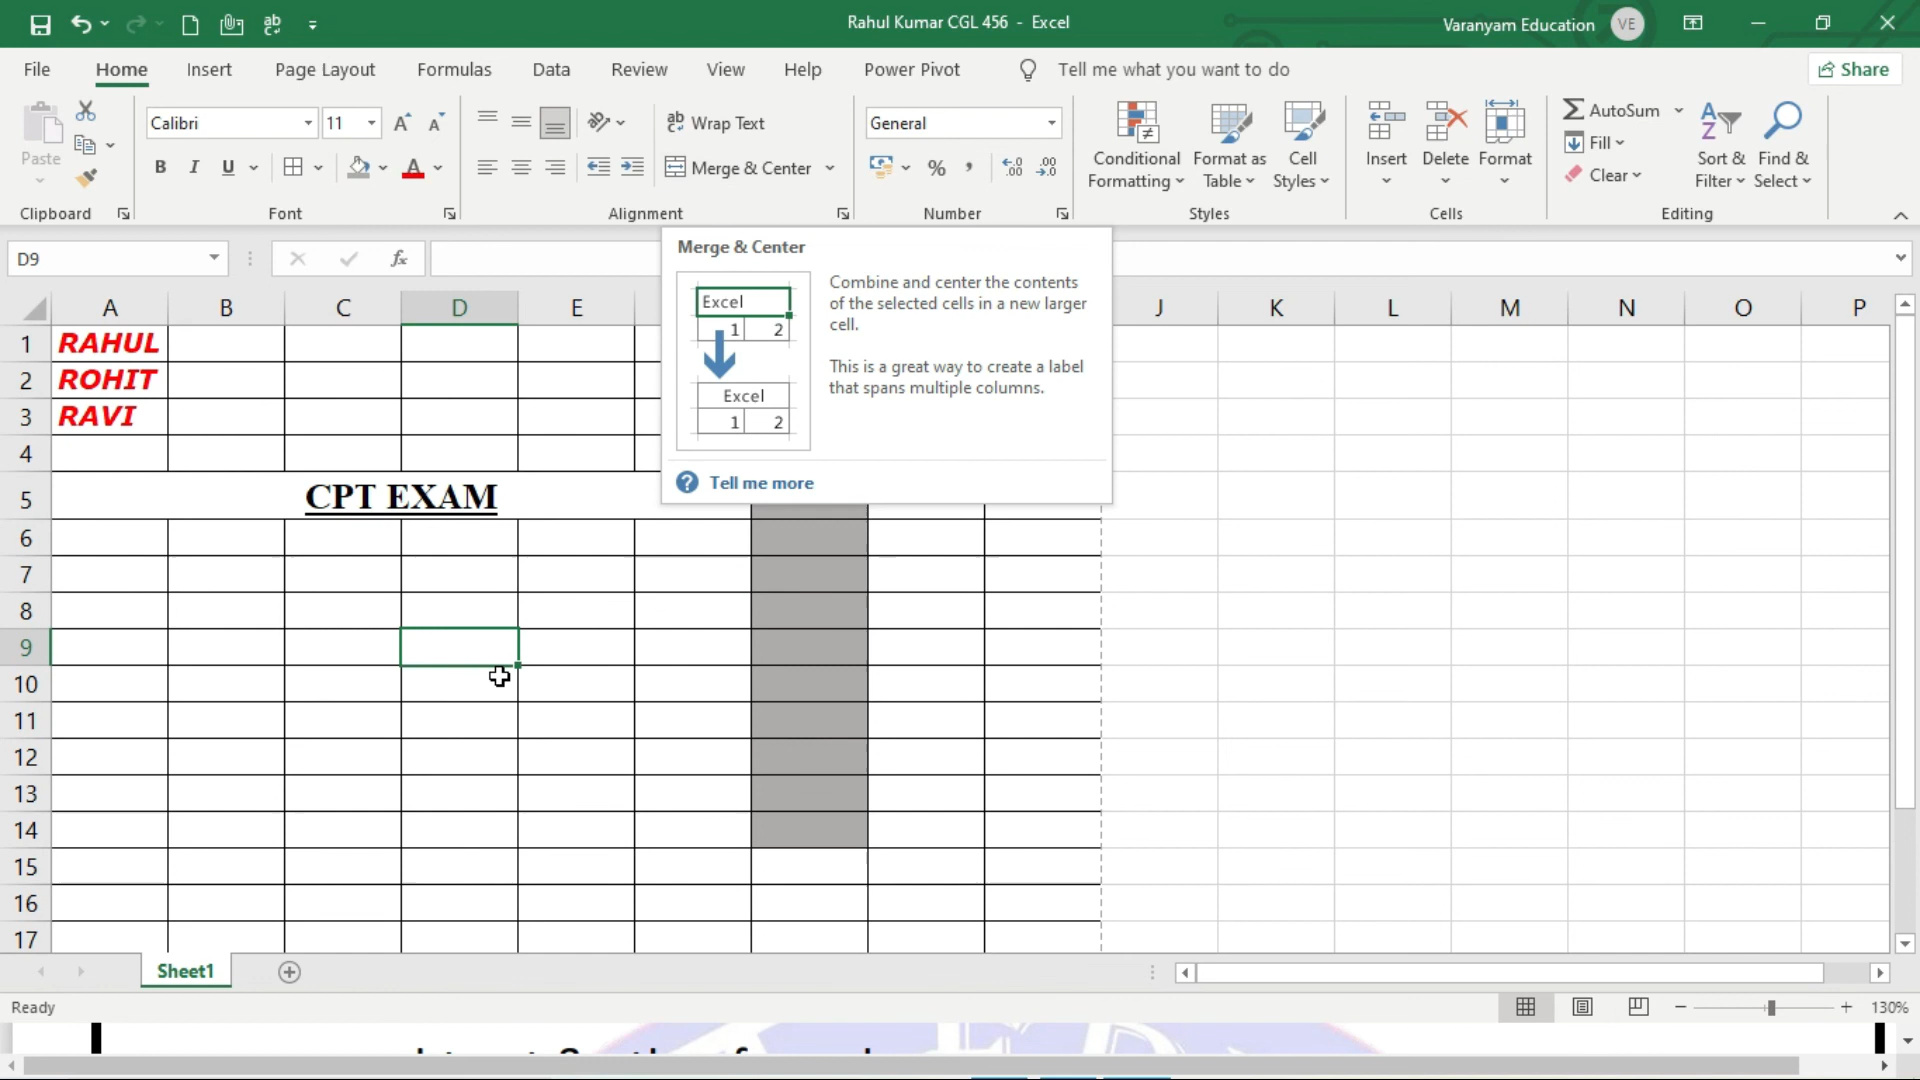 Rahul Kumar CGL 456 - Excel
Varanyam Education VE
File Home Insert Page Layout Formulas Data Review View Help Power Pivot Tell me what you want to do Share
Paste
Clipboard
Calibri 11
B I U A
Font
ab Wrap Text
Merge & Center
Alignment
General
% , .00
Number
Conditional Formatting
Format as Table
Cell Styles
Styles
Insert Delete Format
Cells
AutoSum
Fill
Clear
Sort & Filter
Find & Select
Editing
D9 fx
Merge & Center
Excel
1 2
Excel
1 2
Combine and center the contents
of the selected cells in a new larger
cell.
This is a great way to create a label
that spans multiple columns.
Tell me more
A B C D E J K L M N O P
1 RAHUL
2 ROHIT
3 RAVI
4
5 CPT EXAM
6
7
8
9
10
11
12
13
14
15
16
17
Sheet1
Ready
130%